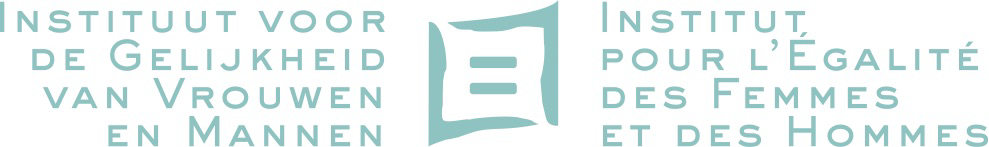 Instituut voor
de Gelijkheid
van Vrouwen
en Mannen
Institut
pour l'Égalité
des Femmes
et des Hommes